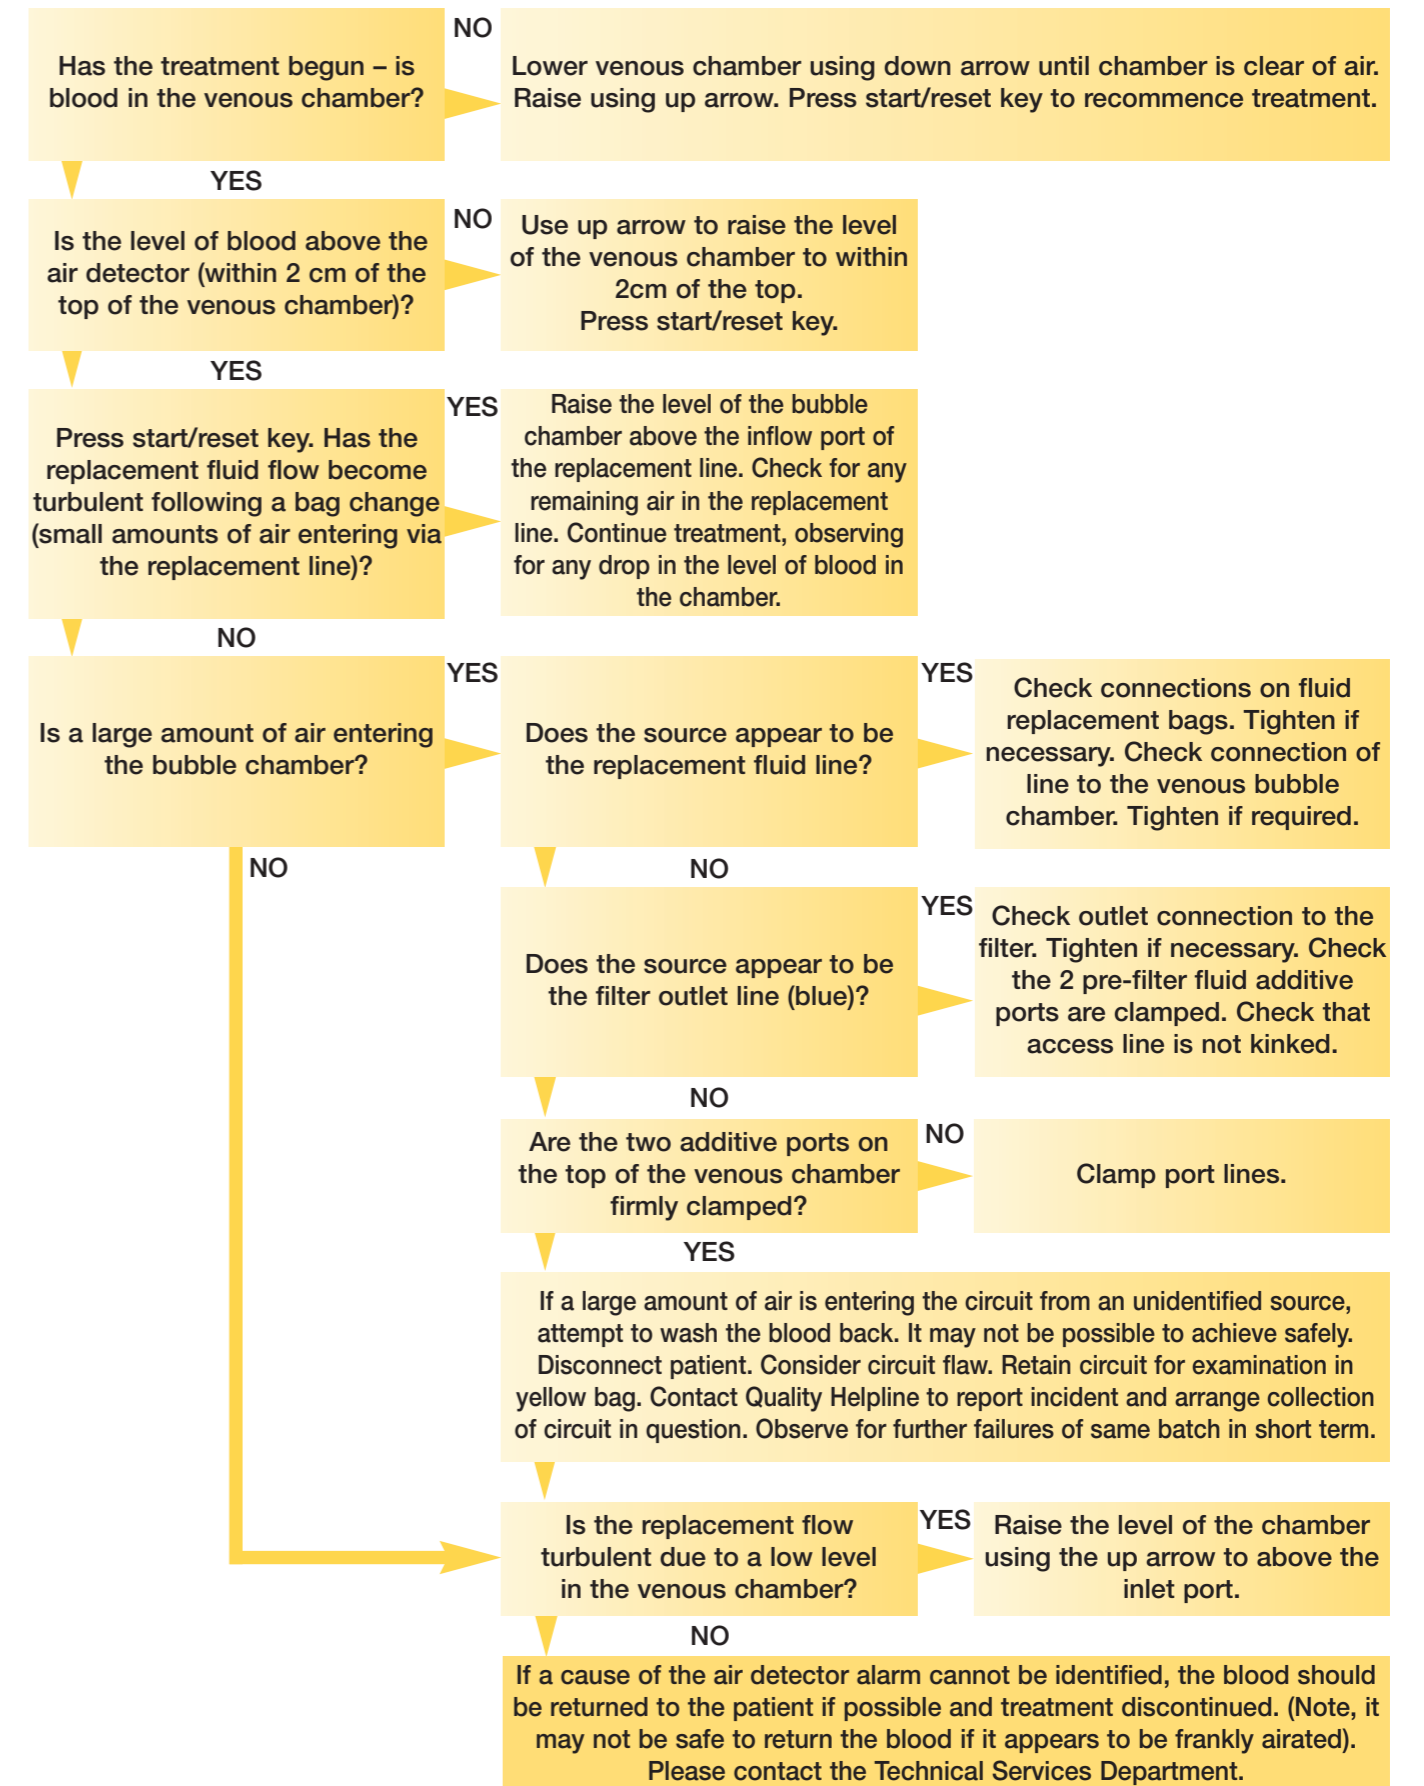 NO
Has the treatment begun – is
blood in the venous chamber?
Lower venous chamber using down arrow until chamber is clear of air.
Raise using up arrow. Press start/reset key to recommence treatment.
YES
Is the level of blood above the
air detector (within 2 cm of the
top of the venous chamber)?
NO
Use up arrow to raise the level
of the venous chamber to within
2cm of the top.
Press start/reset key.
YES
Press start/reset key. Has the
replacement fluid flow become
turbulent following a bag change
(small amounts of air entering via
the replacement line)?
YES
Raise the level of the bubble
chamber above the inflow port of
the replacement line. Check for any
remaining air in the replacement
line. Continue treatment, observing
for any drop in the level of blood in
the chamber.
NO
Is a large amount of air entering
the bubble chamber?
YES
Does the source appear to be
the replacement fluid line?
YES
Check connections on fluid
replacement bags. Tighten if
necessary. Check connection of
line to the venous bubble
chamber. Tighten if required.
NO
NO
Does the source appear to be
the filter outlet line (blue)?
YES
Check outlet connection to the
filter. Tighten if necessary. Check
the 2 pre-filter fluid additive
ports are clamped. Check that
access line is not kinked.
NO
Are the two additive ports on
the top of the venous chamber
firmly clamped?
NO
Clamp port lines.
YES
If a large amount of air is entering the circuit from an unidentified source,
attempt to wash the blood back. It may not be possible to achieve safely.
Disconnect patient. Consider circuit flaw. Retain circuit for examination in
yellow bag. Contact Quality Helpline to report incident and arrange collection
of circuit in question. Observe for further failures of same batch in short term.
Is the replacement flow
turbulent due to a low level
in the venous chamber?
YES
Raise the level of the chamber
using the up arrow to above the
inlet port.
NO
If a cause of the air detector alarm cannot be identified, the blood should
be returned to the patient if possible and treatment discontinued. (Note, it
may not be safe to return the blood if it appears to be frankly airated).
Please contact the Technical Services Department.